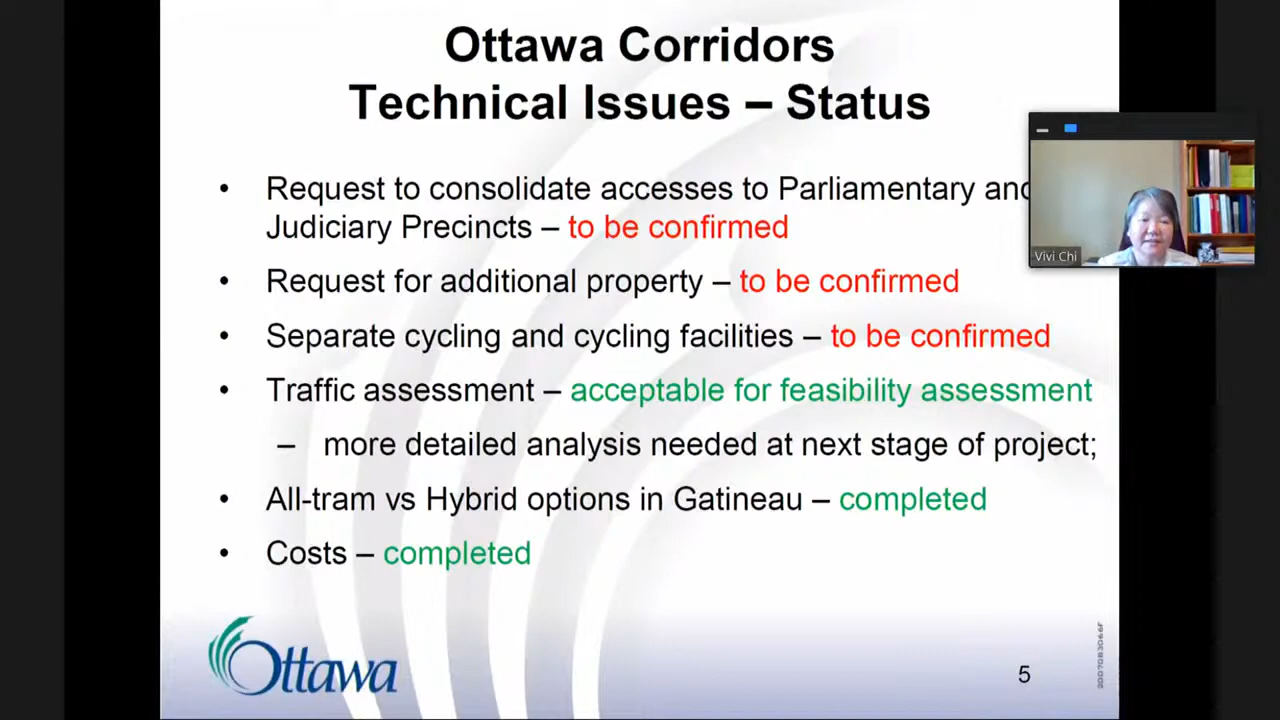 Ottawa Corridors
Technical Issues – Status
• Request to consolidate accesses to Parliamentary and
Judiciary Precincts – to be confirmed
• Request for additional property – to be confirmed
• Separate cycling and cycling facilities – to be confirmed
• Traffic assessment – acceptable for feasibility assessment
– more detailed analysis needed at next stage of project;
• All-tram vs Hybrid options in Gatineau – completed
• Costs – completed
Vivi Chi
Ottawa
5